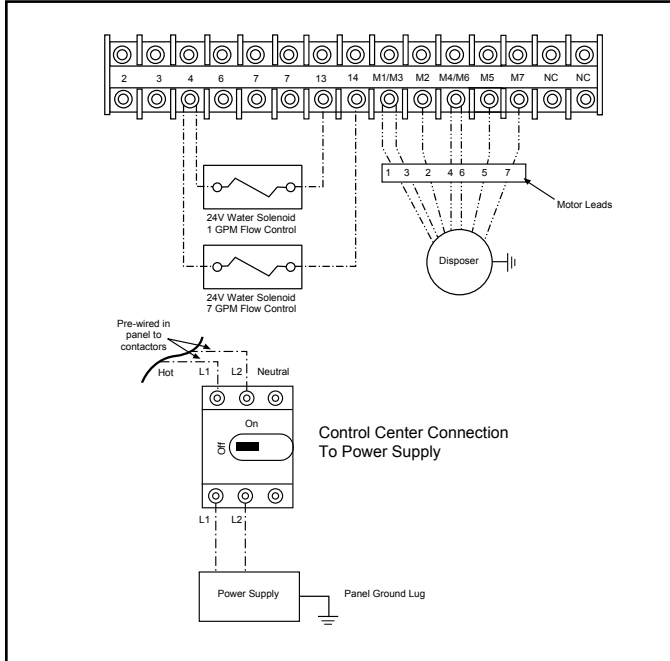 2 3 4 6 7 7 13 14 M1/M3 M2 M4/M6 M5 M7 NC NC
1 3 2 4 6 5 7
Motor Leads
24V Water Solenoid
1 GPM Flow Control
Disposer
24V Water Solenoid
7 GPM Flow Control
Pre-wired in
panel to
contactors
Hot L1 L2 Neutral
On
Off
Control Center Connection
To Power Supply
L1 L2
Power Supply
Panel Ground Lug